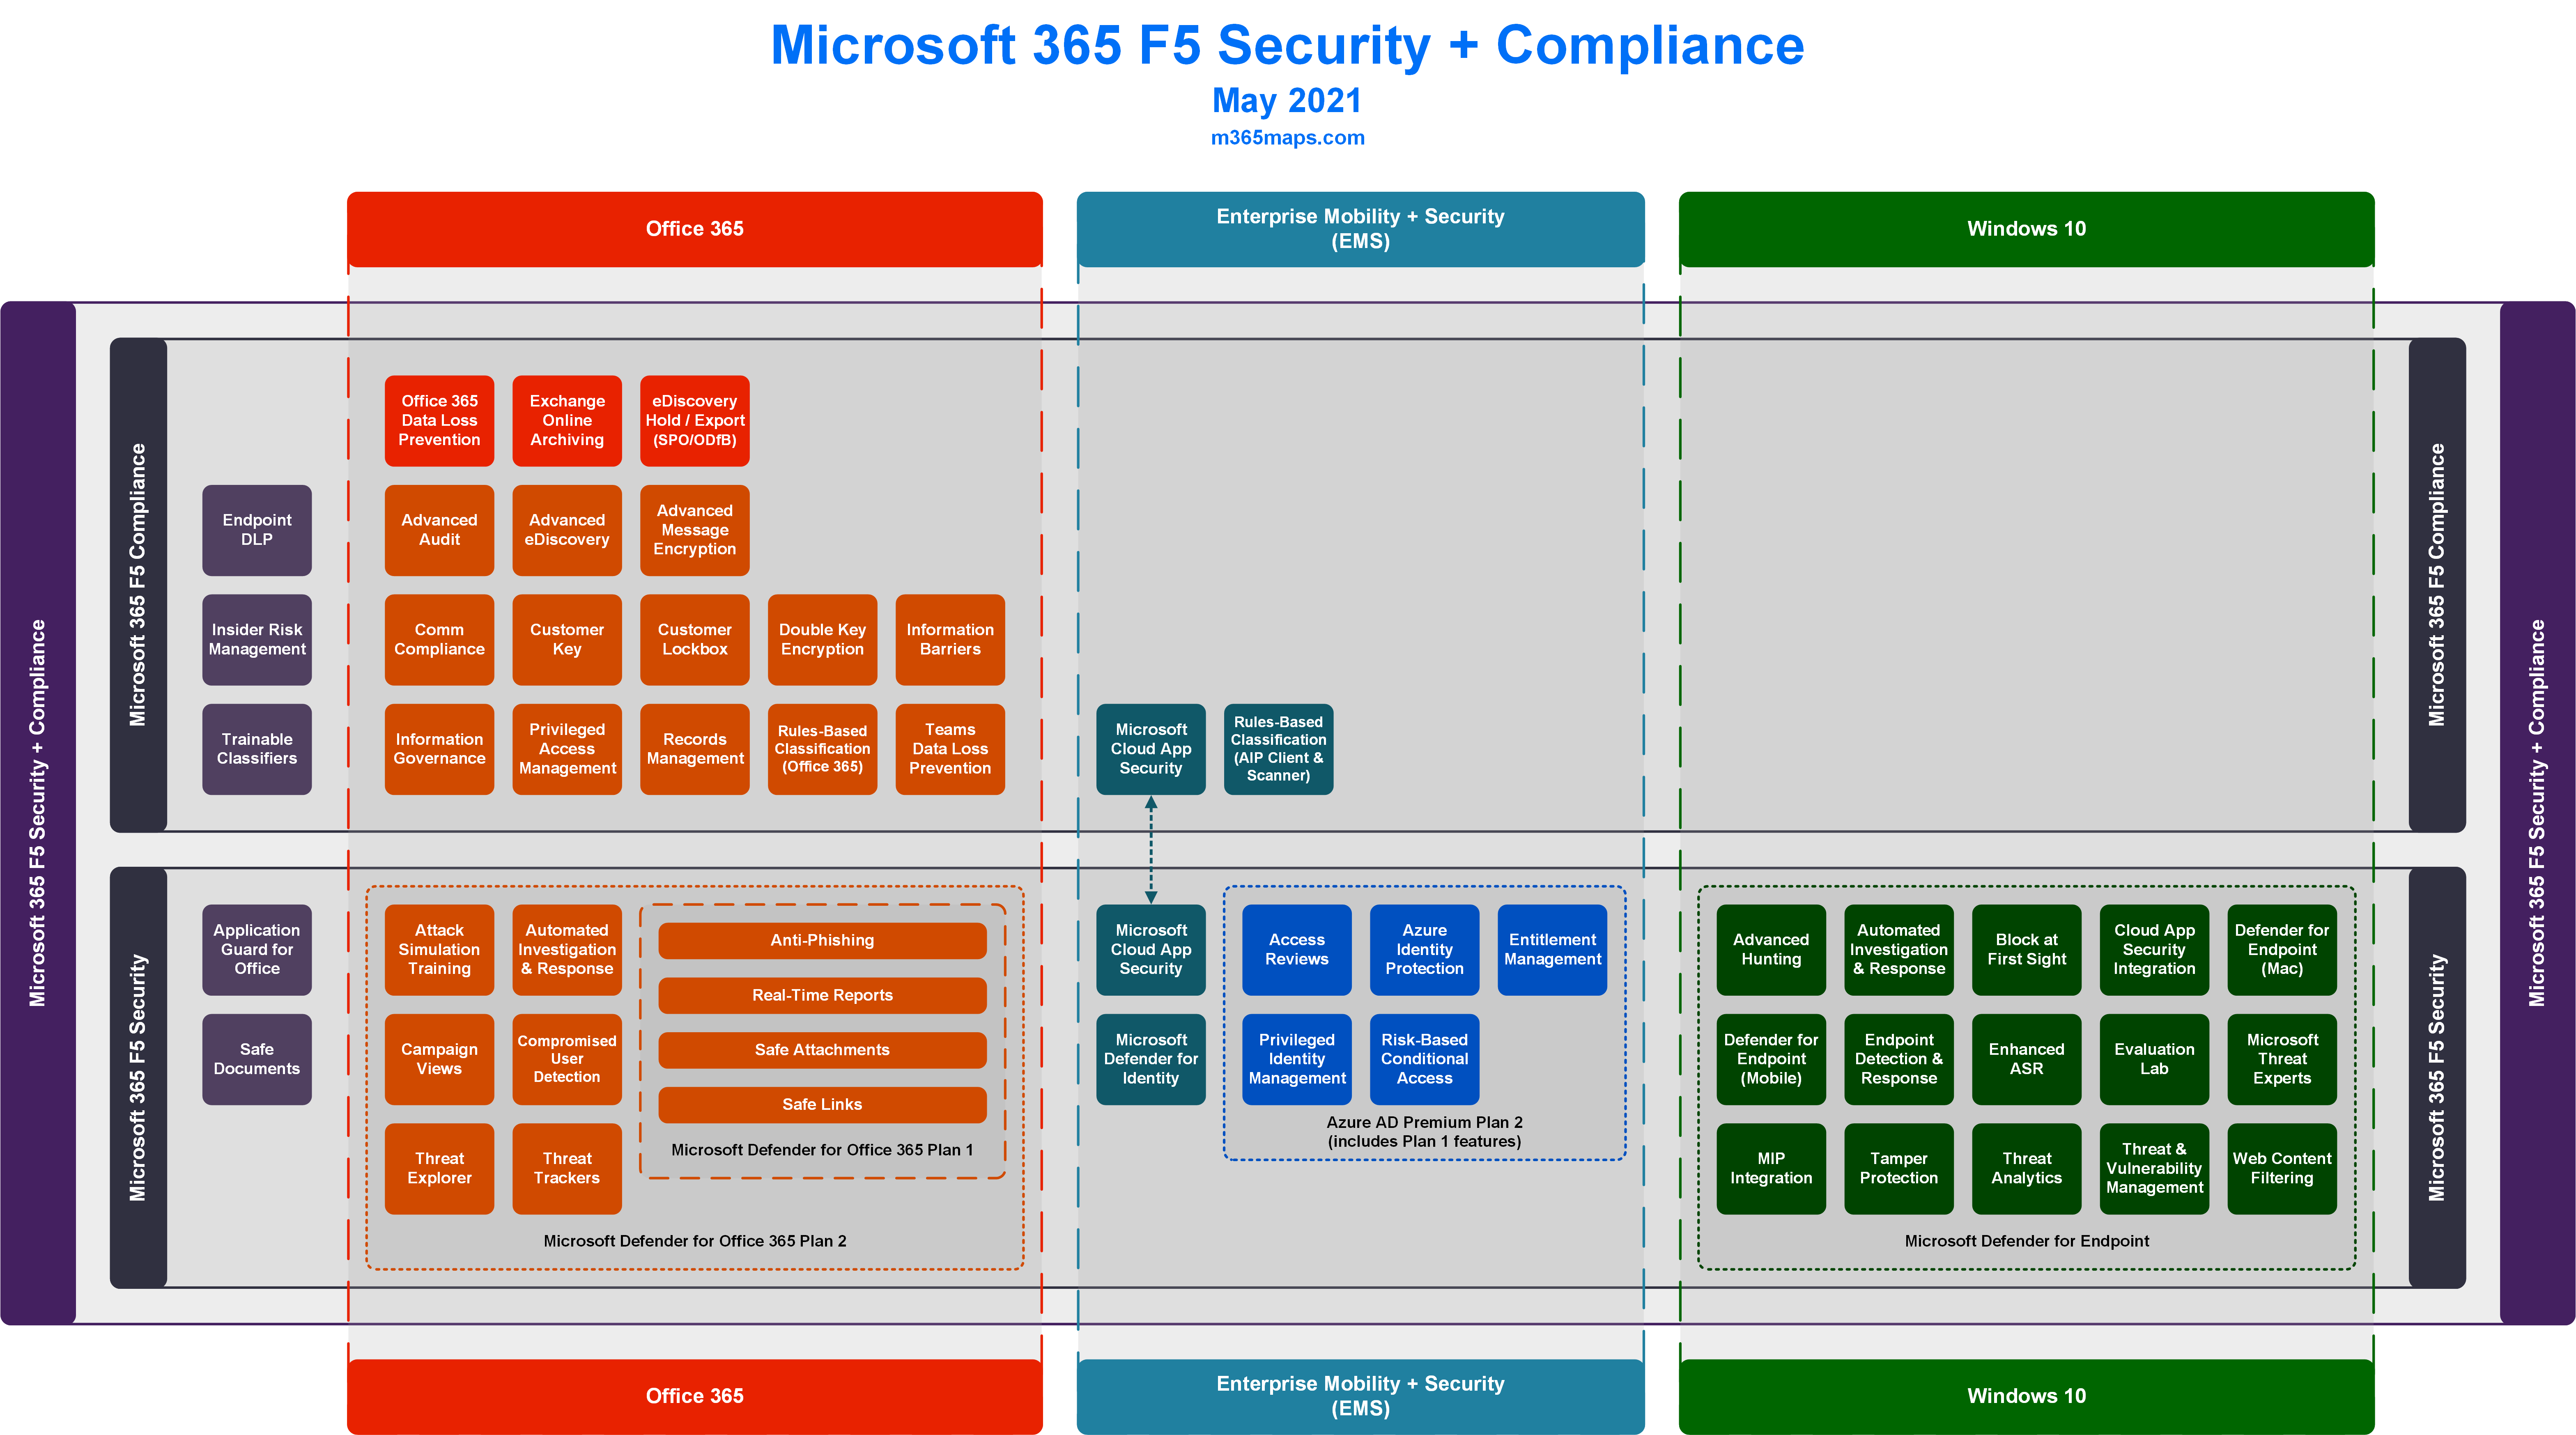 Microsoft 365 F5 Security + Compliance
May 2021
m365maps.com
Office 365
Enterprise Mobility + Security
(EMS)
Windows 10
Microsoft 365 F5 Security + Compliance
Microsoft 365 F5 Compliance
Office 365
Data Loss
Prevention
Exchange
Online
Archiving
eDiscovery
Hold / Export
(SPO/ODfB)
Endpoint
DLP
Advanced
Audit
Advanced
eDiscovery
Advanced
Message
Encryption
Insider Risk
Management
Comm
Compliance
Customer
Key
Customer
Lockbox
Double Key
Encryption
Information
Barriers
Trainable
Classifiers
Information
Governance
Privileged
Access
Management
Records
Management
Rules-Based
Classification
(Office 365)
Teams
Data Loss
Prevention
Microsoft
Cloud App
Security
Rules-Based
Classification
(AIP Client &
Scanner)
Microsoft 365 F5 Compliance
Microsoft 365 F5 Security
Application
Guard for
Office
Safe
Documents
Attack
Simulation
Training
Automated
Investigation
& Response
Campaign
Views
Compromised
User
Detection
Threat
Explorer
Threat
Trackers
Anti-Phishing
Real-Time Reports
Safe Attachments
Safe Links
Microsoft Defender for Office 365 Plan 1
Microsoft Defender for Office 365 Plan 2
Microsoft
Cloud App
Security
Microsoft
Defender for
Identity
Access
Reviews
Azure
Identity
Protection
Entitlement
Management
Privileged
Identity
Management
Risk-Based
Conditional
Access
Azure AD Premium Plan 2
(includes Plan 1 features)
Advanced
Hunting
Automated
Investigation
& Response
Block at
First Sight
Cloud App
Security
Integration
Defender for
Endpoint
(Mac)
Defender for
Endpoint
(Mobile)
Endpoint
Detection &
Response
Enhanced
ASR
Evaluation
Lab
Microsoft
Threat
Experts
MIP
Integration
Tamper
Protection
Threat
Analytics
Threat &
Vulnerability
Management
Web Content
Filtering
Microsoft Defender for Endpoint
Microsoft 365 F5 Security
Microsoft 365 F5 Security + Compliance
Office 365
Enterprise Mobility + Security
(EMS)
Windows 10